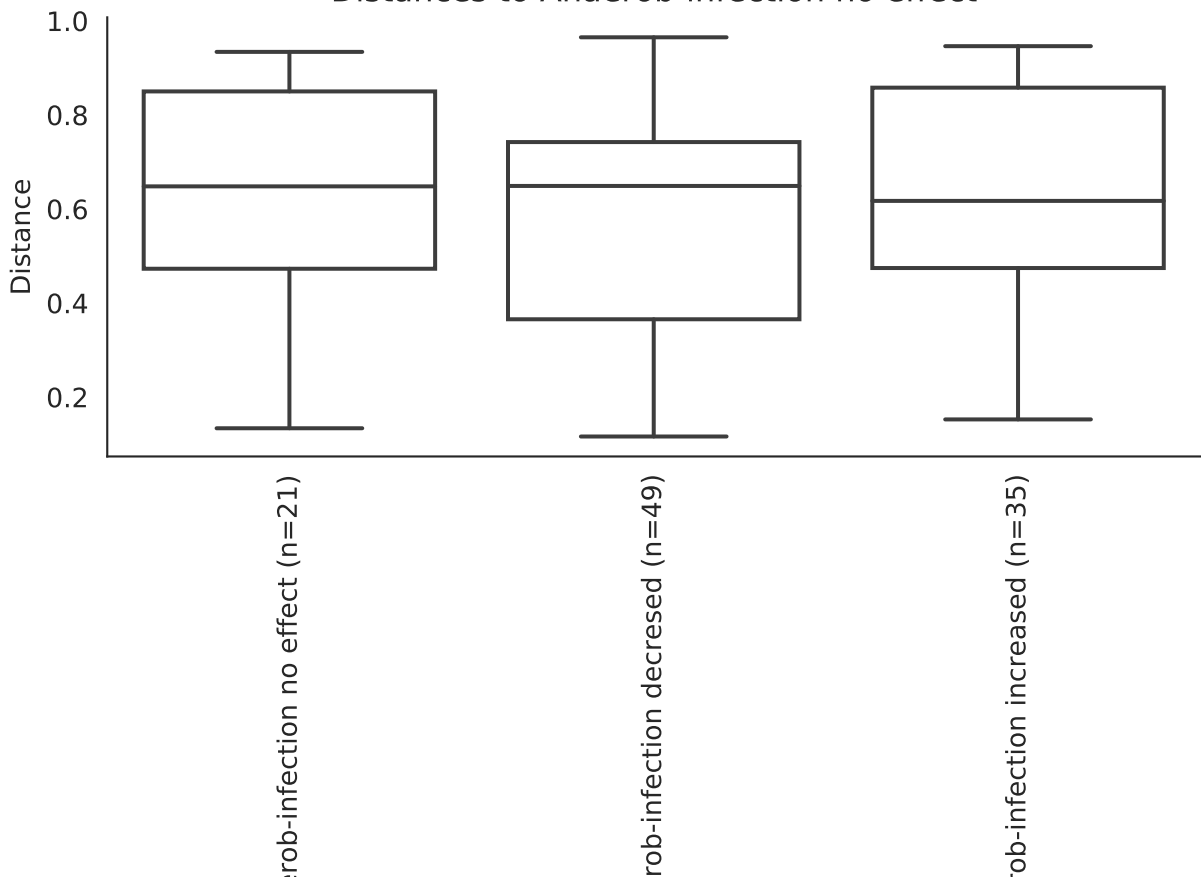 Distances to Anaerob-infection no effect
1.0
0.8
0.6
0.4
0.2
Distance
erob-infection no effect (n=21)
rob-infection decresed (n=49)
rob-infection increased (n=35)